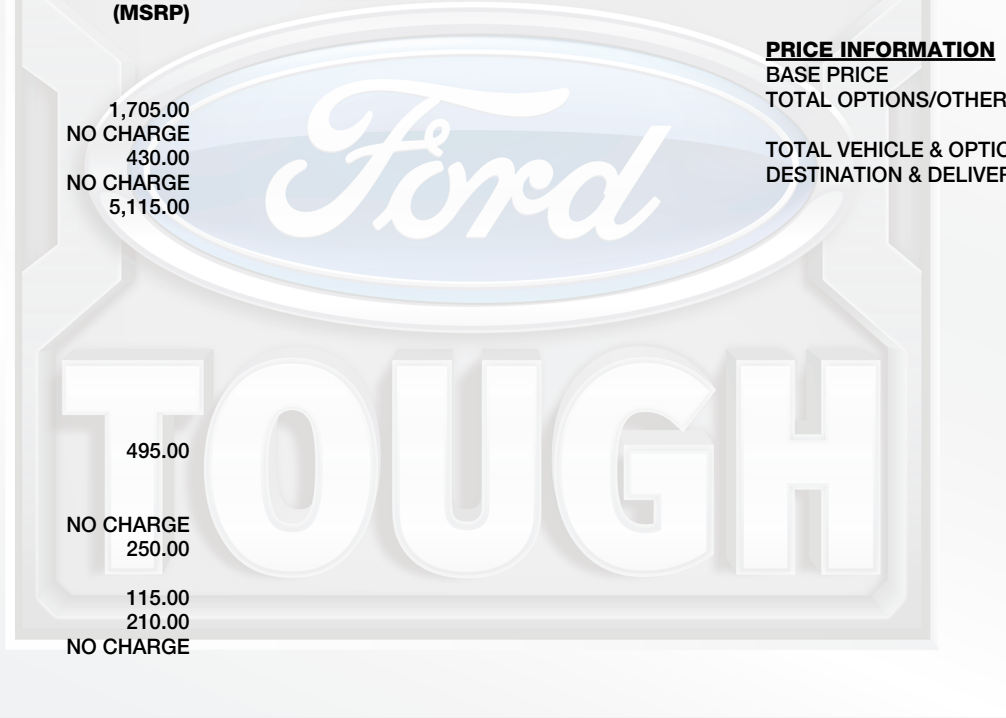 (MSRP)
1,705.00
NO CHARGE
430.00
NO CHARGE
5,115.00
495.00
NO CHARGE
250.00
115.00
210.00
NO CHARGE
PRICE INFORMATION
BASE PRICE
TOTAL OPTIONS/OTHER
TOTAL VEHICLE & OPTIO
DESTINATION & DELIVER
Ford
TOUGH